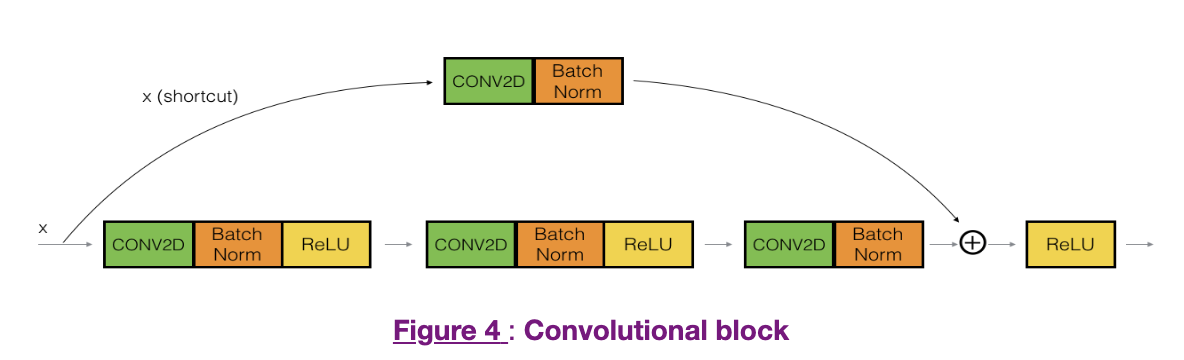 CONV2D
Batch
Norm
x (shortcut)
x
CONV2D
Batch
Norm
ReLU
CONV2D
Batch
Norm
ReLU
CONV2D
Batch
Norm
ReLU
Figure 4 : Convolutional block